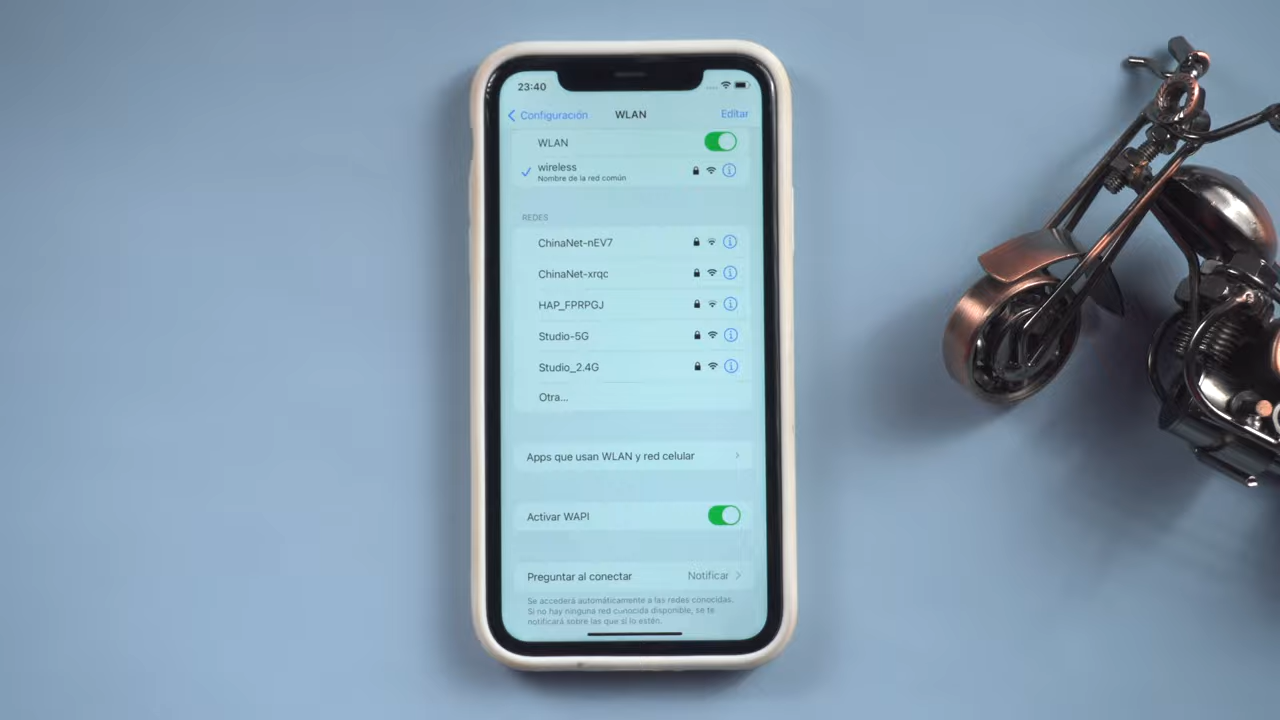 23:40
Configuración WLAN Editar
WLAN
wireless
Nombre de la red común
REDES
ChinaNet-nEV7
ChinaNet-xrqc
HAP_FPRPGJ
Studio-5G
Studio_2.4G
Otra...
Apps que usan WLAN y red celular
Activar WAPI
Preguntar al conectar Notificar
Se accederá automáticamente a las redes conocidas.
Si no hay ninguna red conocida disponible, se te
notificará sobre las que sí lo estén.